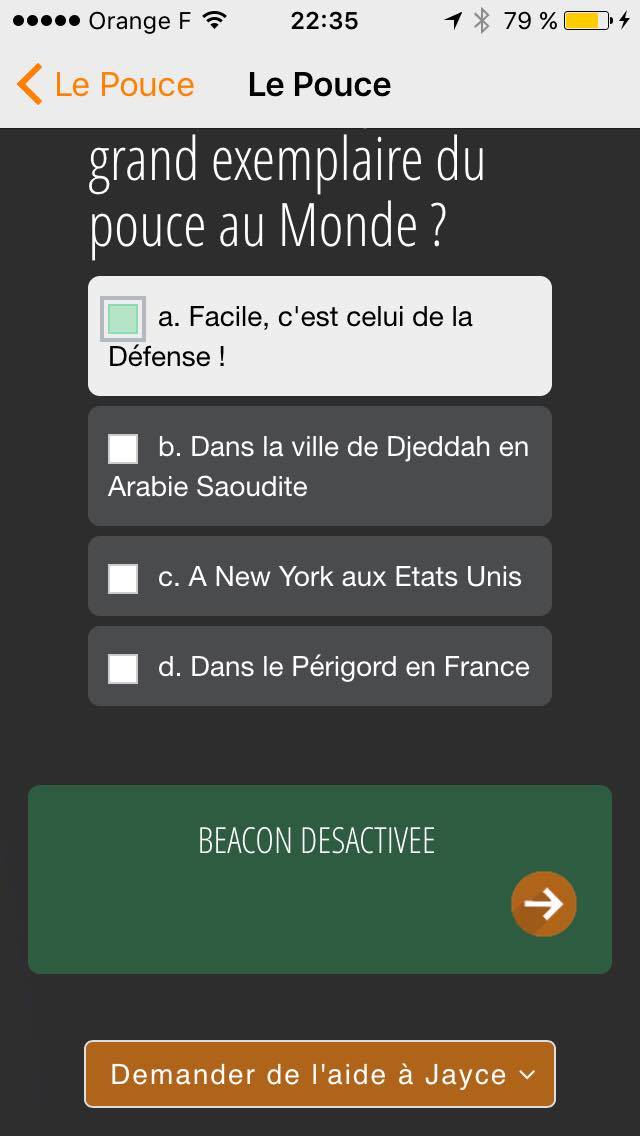 Orange F 22:35 79 %
Le Pouce Le Pouce
grand exemplaire du
pouce au Monde ?
a. Facile, c'est celui de la
Défense !
b. Dans la ville de Djeddah en
Arabie Saoudite
c. A New York aux Etats Unis
d. Dans le Périgord en France
BEACON DESACTIVEE
Demander de l'aide à Jayce